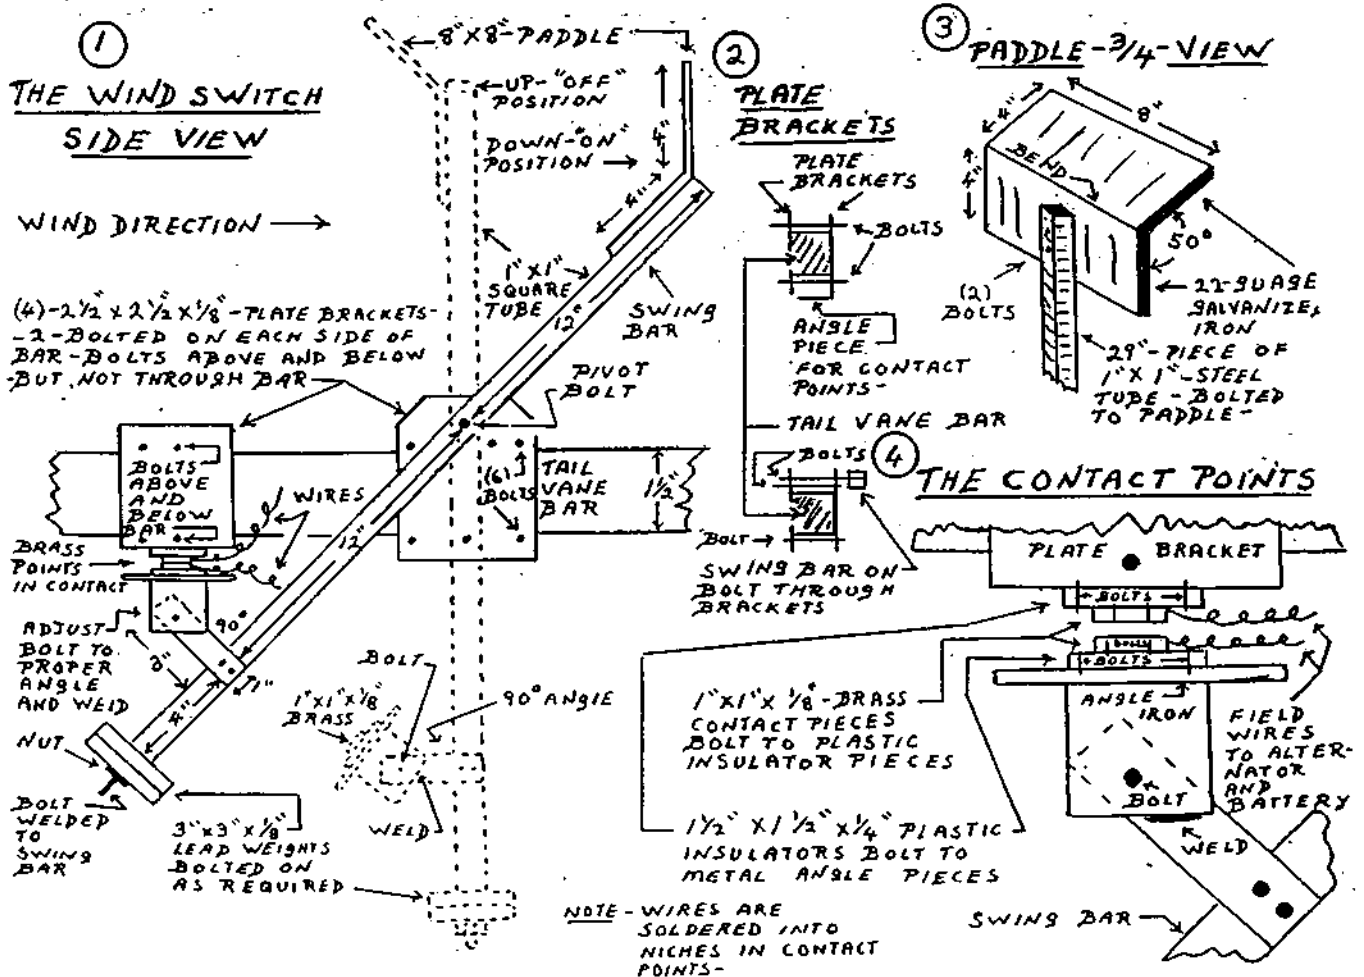 1
THE WIND SWITCH
SIDE VIEW
WIND DIRECTION
8"X8"-PADDLE
UP-"OFF"
POSITION
DOWN-"ON"
POSITION
4"
4"
1"X1"
SQUARE
TUBE
12"
SWING
BAR
(4)-2½"X2½"X⅛"-PLATE BRACKETS-
-2-BOLTED ON EACH SIDE OF
BAR-BOLTS ABOVE AND BELOW
-BUT NOT THROUGH BAR
PIVOT
BOLT
BOLTS
ABOVE
AND
BELOW
BAR
WIRES
12"
(6)
BOLTS
TAIL
VANE
BAR
1½"
BRASS
POINTS
IN CONTACT
ADJUST
BOLT TO
PROPER
ANGLE
AND WELD
90°
3"
1"
4"
NUT
BOLT
WELDED
TO
SWING
BAR
3"X3"X⅛"
LEAD WEIGHTS
BOLTED ON
AS REQUIRED
BOLT
1"X1"X⅛"
BRASS
90° ANGLE
WELD
2
PLATE
BRACKETS
PLATE
BRACKETS
BOLTS
ANGLE
PIECE
FOR CONTACT
POINTS-
TAIL VANE BAR
BOLTS
BOLT
SWING BAR ON
BOLT THROUGH
BRACKETS
3
PADDLE-3/4-VIEW
4"
8"
BEND
4"
50°
(2)
BOLTS
22-GUAGE
GALVANIZE,
IRON
29"-PIECE OF
1"X1"-STEEL
TUBE-BOLTED
TO PADDLE-
4
THE CONTACT POINTS
PLATE BRACKET
BOLTS
BOLTS
ANGLE
IRON
1"X1"X⅛"-BRASS
CONTACT PIECES
BOLT TO PLASTIC
INSULATOR PIECES
FIELD
WIRES
TO ALTER-
NATOR
AND
BATTERY
BOLT
WELD
1½"X1½"X¼" PLASTIC
INSULATORS BOLT TO
METAL ANGLE PIECES
SWING BAR
NOTE-WIRES ARE
SOLDERED INTO
NICHES IN CONTACT
POINTS-